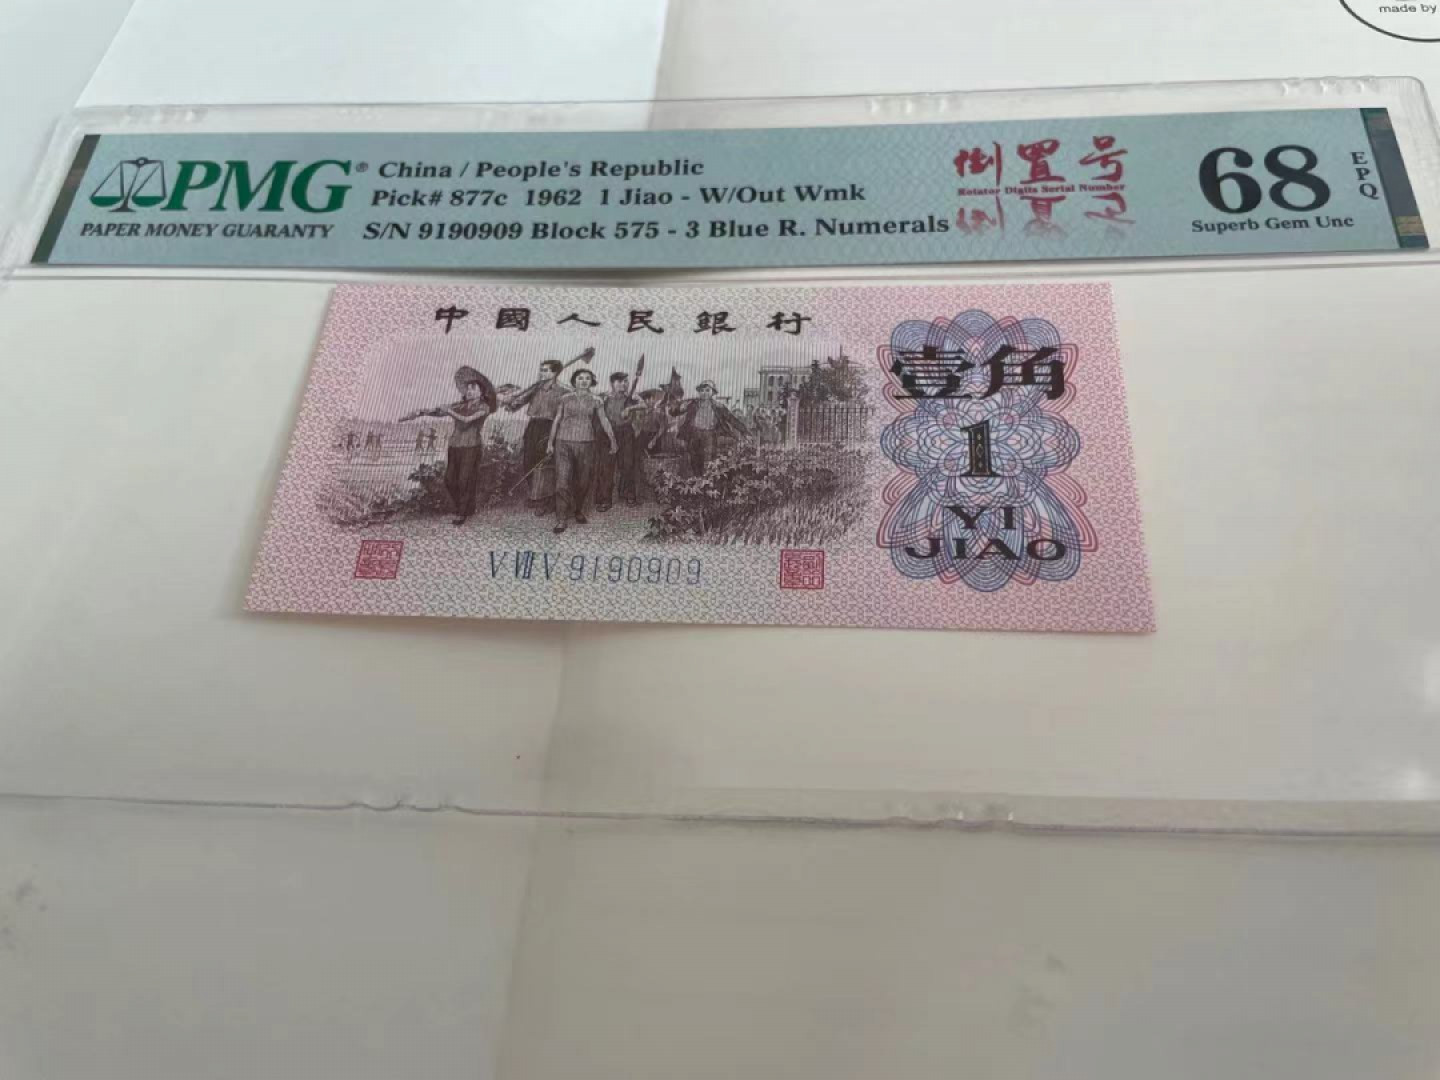 made by
PMG®
PAPER MONEY GUARANTY
China / People's Republic
Pick# 877c 1962 1 Jiao - W/Out Wmk
S/N 9190909 Block 575 - 3 Blue R. Numerals
倒置号
Rotator Digits Serial Number
68
EPQ
Superb Gem Unc
中國人民銀行
壹角
1
YI
JIAO
V VII V 9190909